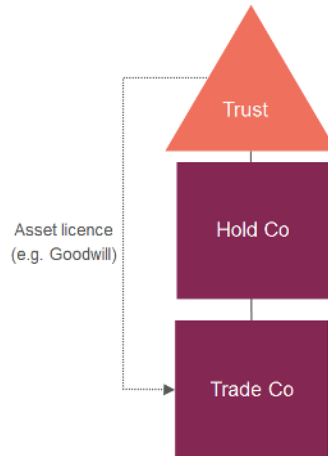 Trust
Asset licence
(e.g. Goodwill)
Hold Co
Trade Co